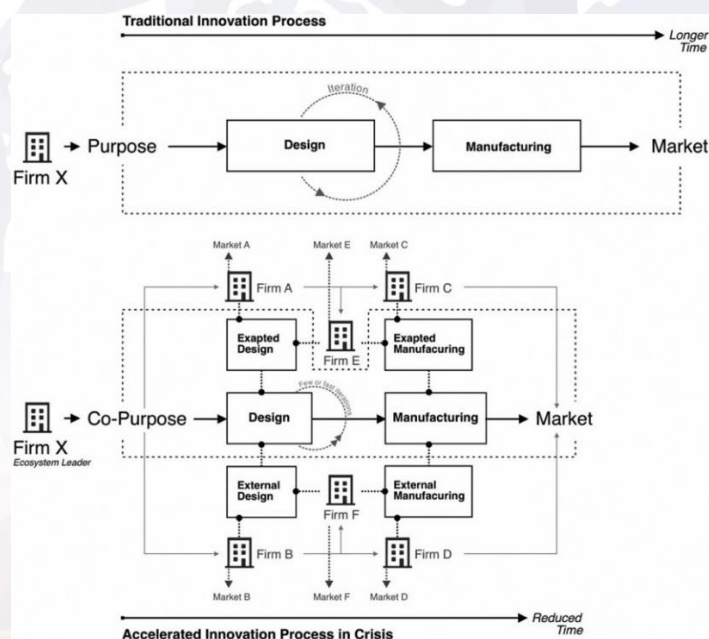 Traditional Innovation Process
Longer
Time
Iteration
Firm X
Purpose
Design
Manufacturing
Market
Market A
Market E
Market C
Firm A
Firm C
Exapted
Design
Firm E
Exapted
Manufacuring
Few or fast iterations
Firm X
Ecosystem Leader
Co-Purpose
Design
Manufacturing
Market
External
Design
Firm F
External
Manufacuring
Firm B
Firm D
Market B
Market F
Market D
Reduced
Time
Accelerated Innovation Process in Crisis